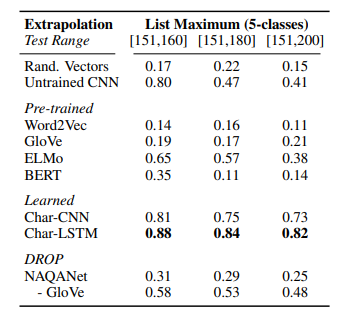 Extrapolation List Maximum (5-classes)
Test Range [151,160] [151,180] [151,200]
Rand. Vectors 0.17 0.22 0.15
Untrained CNN 0.80 0.47 0.41
Pre-trained
Word2Vec 0.14 0.16 0.11
GloVe 0.19 0.17 0.21
ELMo 0.65 0.57 0.38
BERT 0.35 0.11 0.14
Learned
Char-CNN 0.81 0.75 0.73
Char-LSTM 0.88 0.84 0.82
DROP
NAQANet 0.31 0.29 0.25
- GloVe 0.58 0.53 0.48